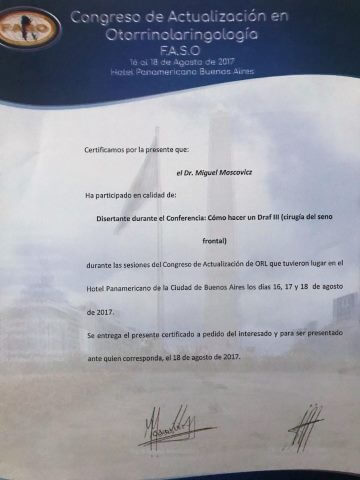 FASO
Congreso de Actualización en
Otorrinolaringología
F.A.S.O
16 al 18 de Agosto de 2017
Hotel Panamericano Buenos Aires
Certificamos por la presente que:
el Dr. Miguel Moscovicz
Ha participado en calidad de:
Disertante durante el Conferencia: Cómo hacer un Draf III (cirugía del seno
frontal)
durante las sesiones del Congreso de Actualización de ORL que tuvieron lugar en el
Hotel Panamericano de la Ciudad de Buenos Aires los días 16, 17 y 18 de agosto
de 2017.
Se entrega el presente certificado a pedido del interesado y para ser presentado
ante quien corresponda, el 18 de agosto de 2017.